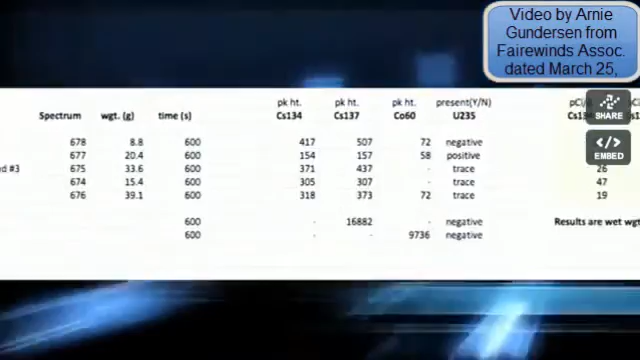 Video by Arnie
Gundersen from
Fairewinds Assoc.
dated March 25,
SHARE
EMBED
pk ht. pk ht. pk ht. present(Y/N)
Spectrum wgt. (g) time (s) Cs134 Cs137 Co60 U235
678 8.8 600 417 507 72 negative
677 20.4 600 154 157 58 positive
#3 675 33.6 600 371 437 - trace 26
674 15.4 600 305 307 - trace 47
676 39.1 600 318 373 72 trace 19
600 - 16882 negative Results are wet wgt
600 - - 9736 negative